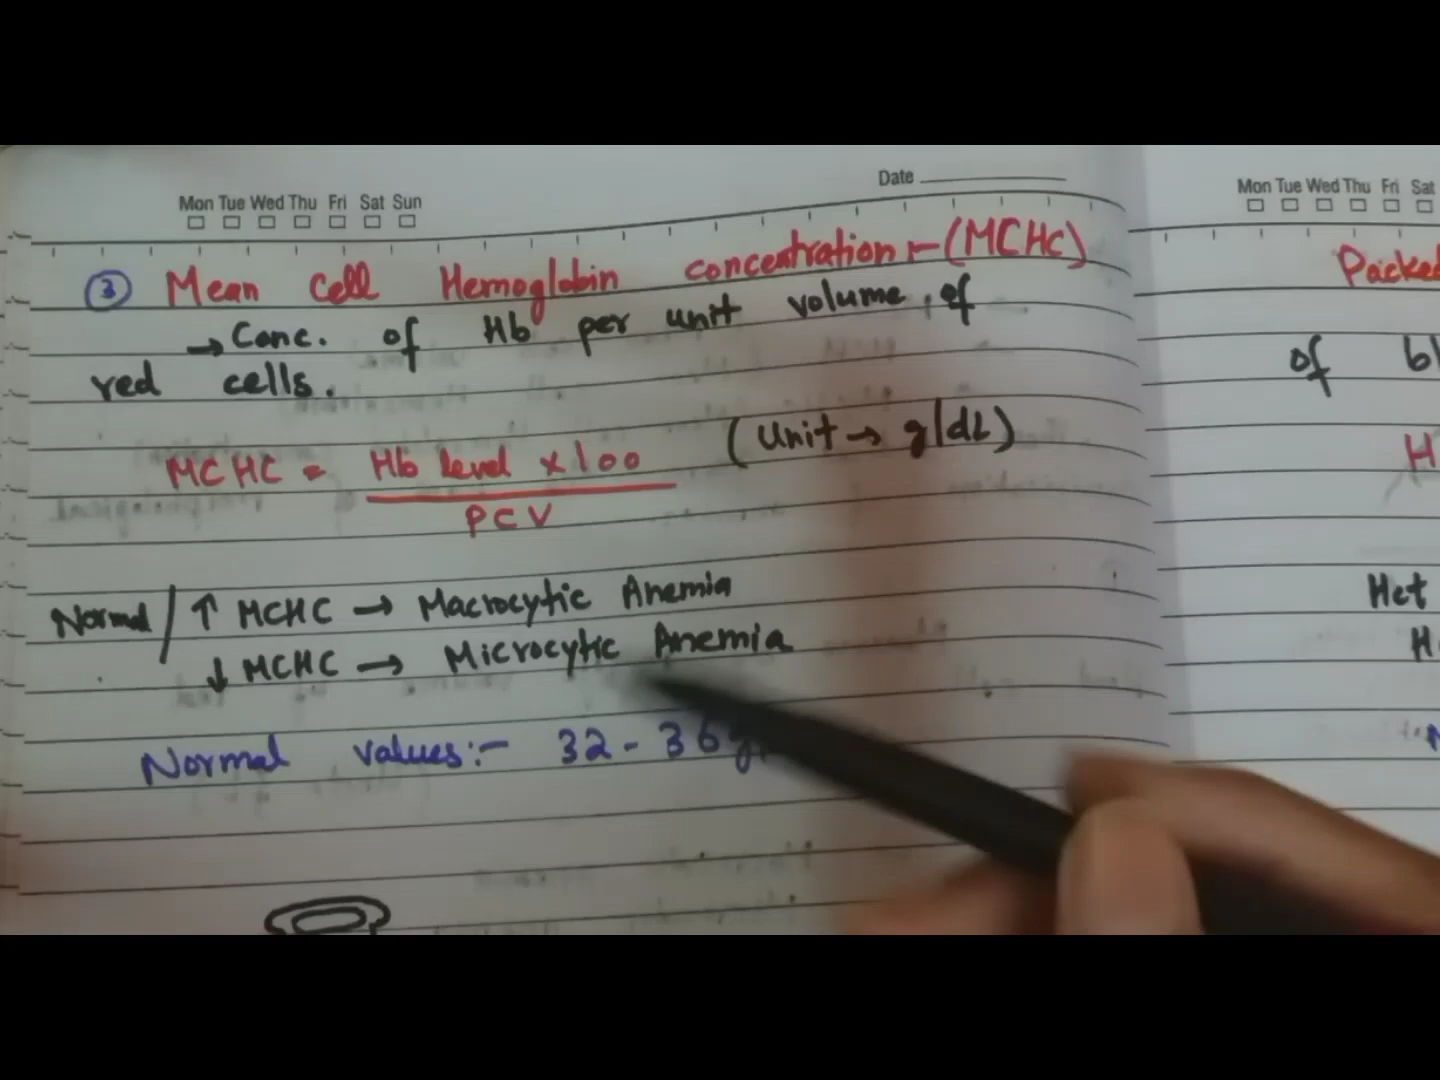 Date
Mon Tue Wed Thu Fri Sat Sun
③ Mean Cell Hemoglobin concentration :- (MCHC)
→ Conc. of Hb per unit volume of
red cells.
MCHC = Hb level x 100 (Unit → g/dL)
PCV
Normal / ↑ MCHC → Macrocytic Anemia
↓ MCHC → Microcytic Anemia
Normal values:- 32 - 36
Mon Tue Wed Thu Fri Sat
Packed
of bl
H
Hct
H